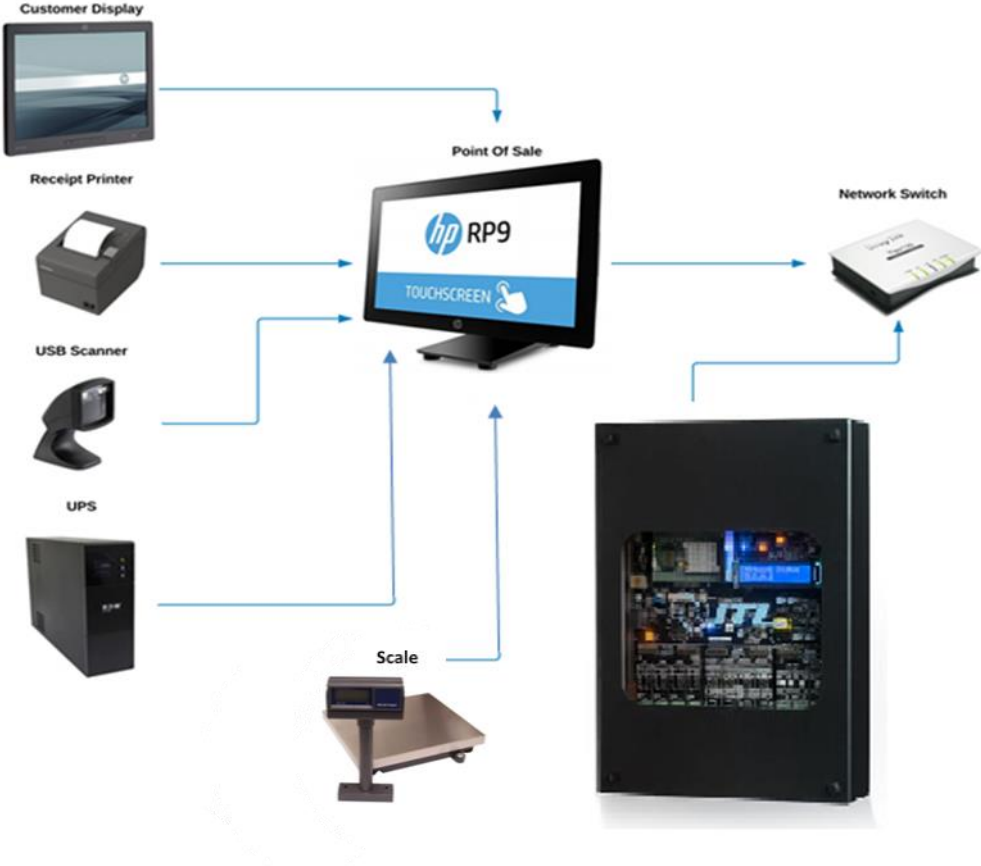 Customer Display
Receipt Printer
USB Scanner
UPS
Point Of Sale
hp RP9
TOUCHSCREEN
Scale
Network Switch